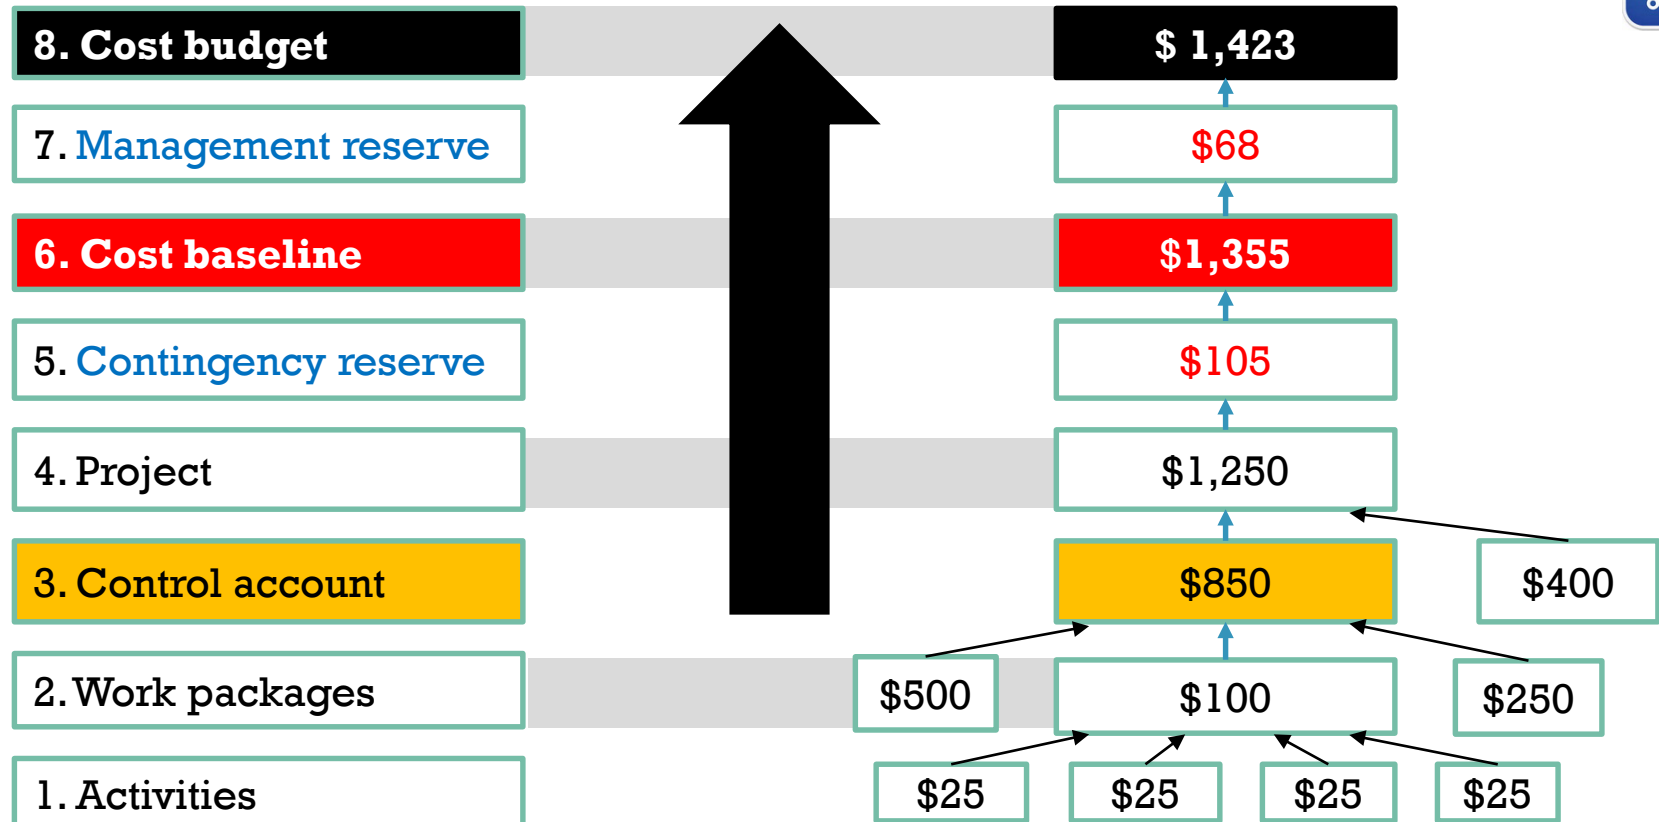 8. Cost budget
$ 1,423
7. Management reserve
$68
6. Cost baseline
$1,355
5. Contingency reserve
$105
4. Project
$1,250
3. Control account
$850
$400
2. Work packages
$500
$100
$250
1. Activities
$25
$25
$25
$25